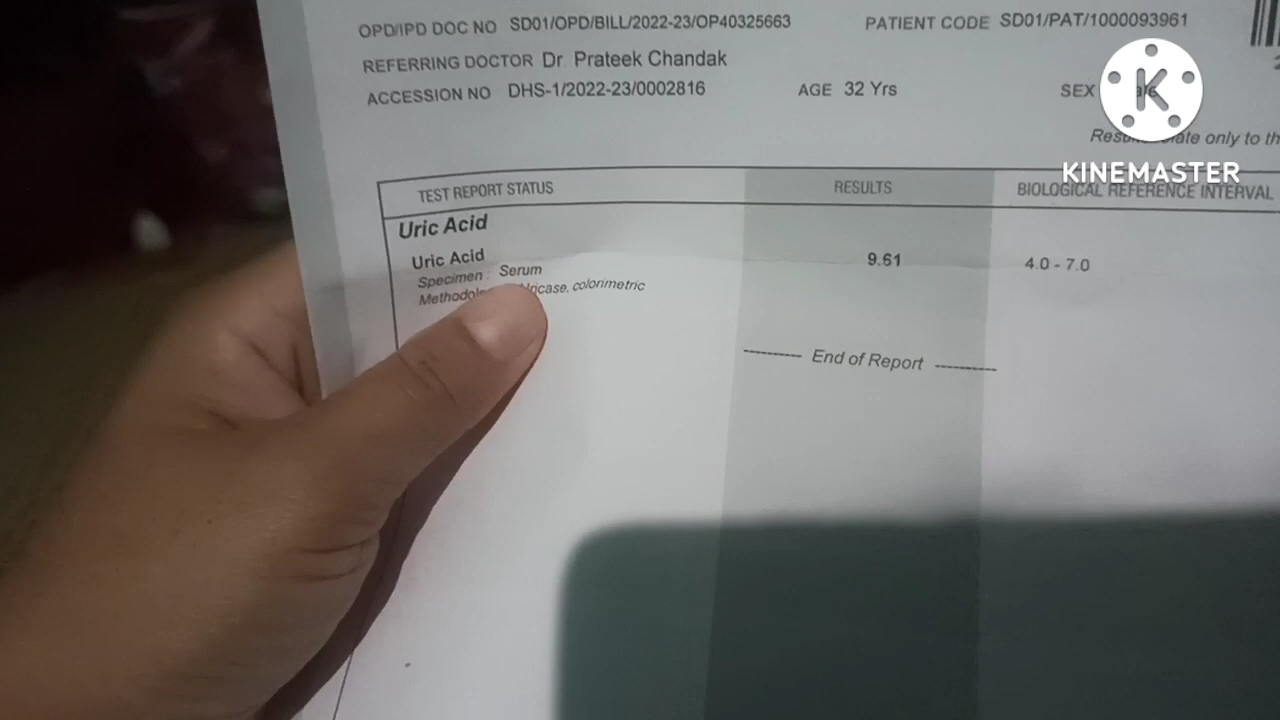 OPD/IPD DOC NO SD01/OPD/BILL/2022-23/OP40325663 PATIENT CODE SD01/PAT/1000093961
REFERRING DOCTOR Dr. Prateek Chandak
ACCESSION NO DHS-1/2022-23/0002816 AGE 32 Yrs SEX
K
only to
KINEMASTER
TEST REPORT STATUS RESULTS BIOLOGICAL REFERENCE INTERVAL
Uric Acid
Uric Acid 9.61 4.0 - 7.0
Specimen : Serum
colorimetric
---------- End of Report ----------